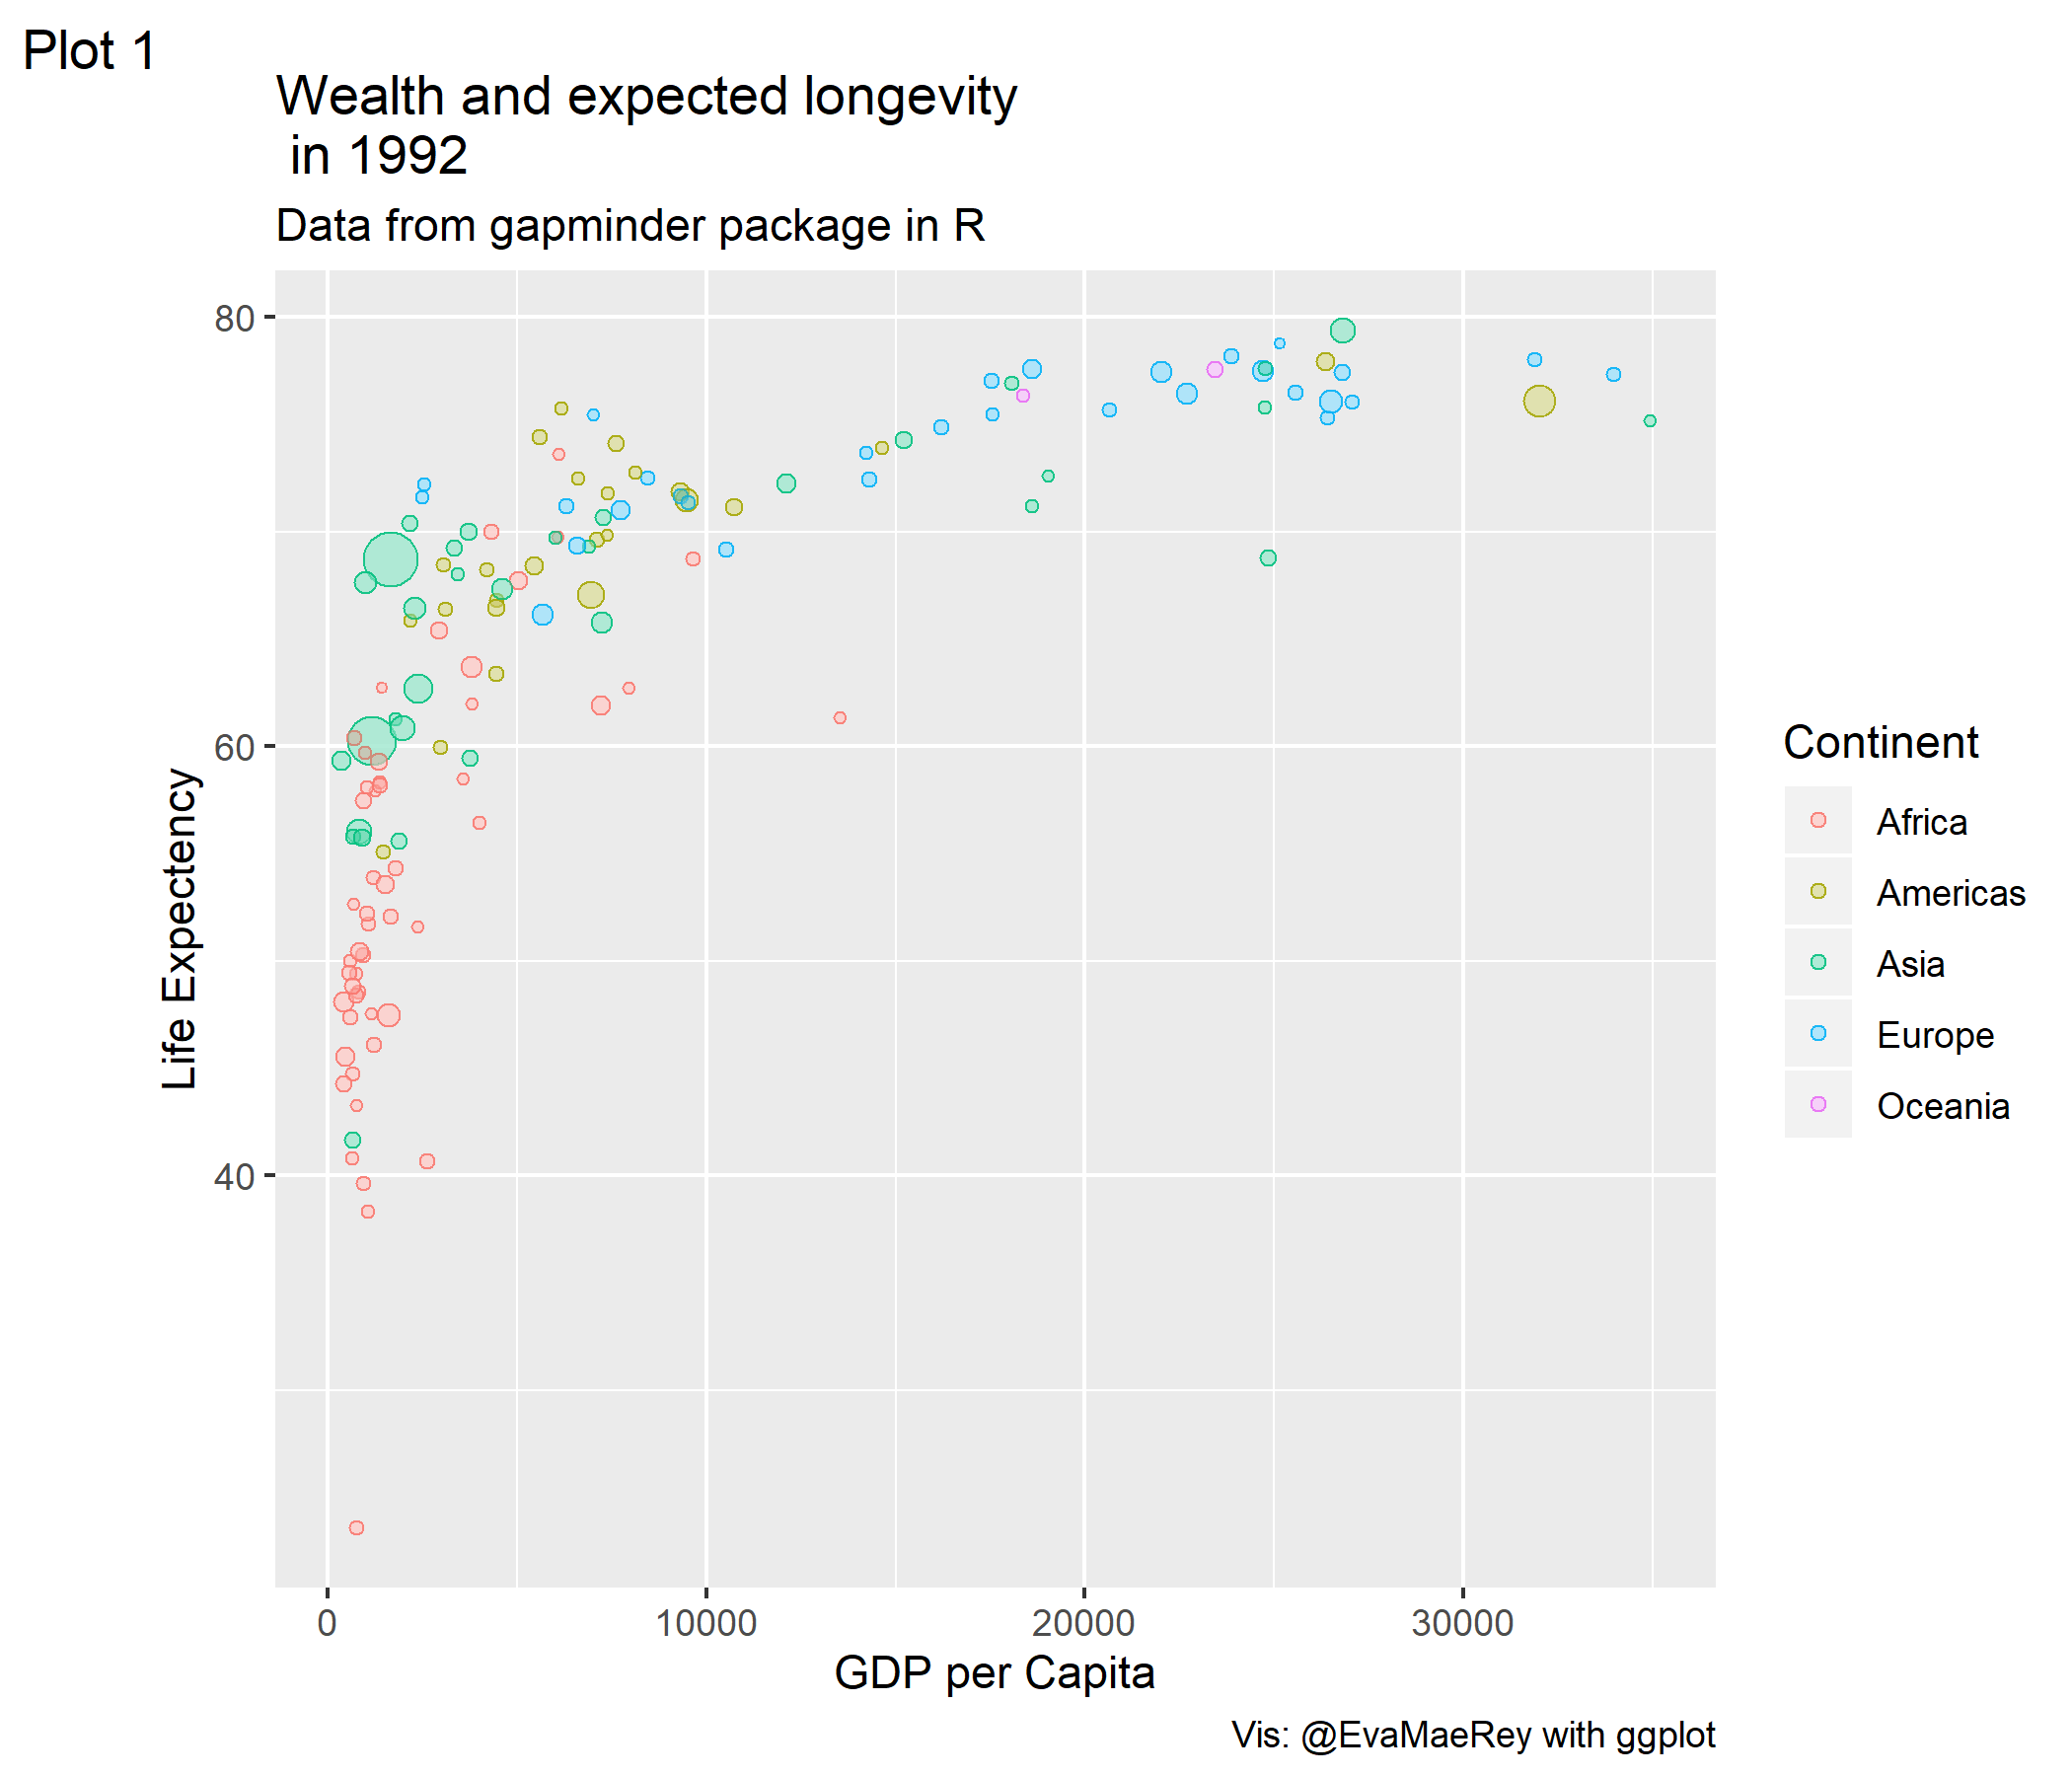 Plot 1
Wealth and expected longevity
in 1992
Data from gapminder package in R
80
60
40
Life Expectency
0 10000 20000 30000
GDP per Capita
Continent
Africa
Americas
Asia
Europe
Oceania
Vis: @EvaMaeRey with ggplot